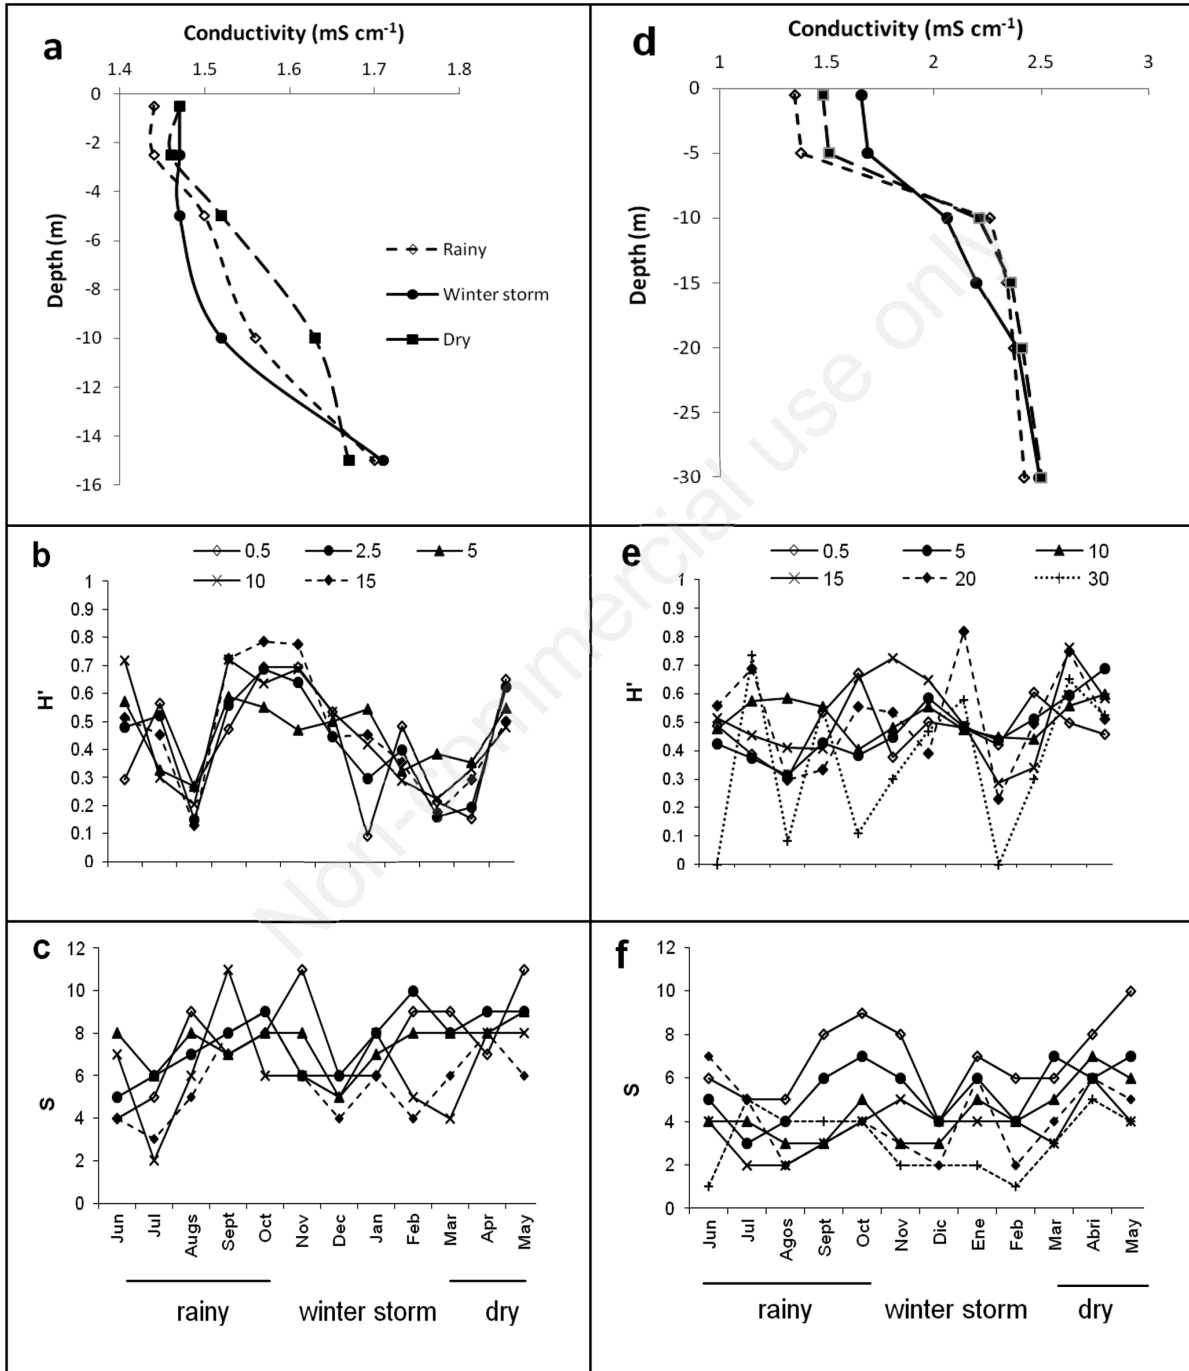 a
Conductivity (mS cm-1)
1.4 1.5 1.6 1.7 1.8
0
-2
-4
-6
-8
-10
-12
-14
-16
Depth (m)
Rainy
Winter storm
Dry
d
Conductivity (mS cm-1)
1 1.5 2 2.5 3
0
-5
-10
-15
-20
-25
-30
Depth (m)
b
0.5 2.5 5
10 15
1
0.9
0.8
0.7
0.6
0.5
0.4
0.3
0.2
0.1
0
H'
e
0.5 5 10
15 20 30
1
0.9
0.8
0.7
0.6
0.5
0.4
0.3
0.2
0.1
0
H'
c
12
10
8
6
4
2
0
S
Jun Jul Augs Sept Oct Nov Dec Jan Feb Mar Apr May
rainy winter storm dry
f
12
10
8
6
4
2
0
S
Jun Jul Agos Sept Oct Nov Dic Ene Feb Mar Abri May
rainy winter storm dry
Non-commercial use only